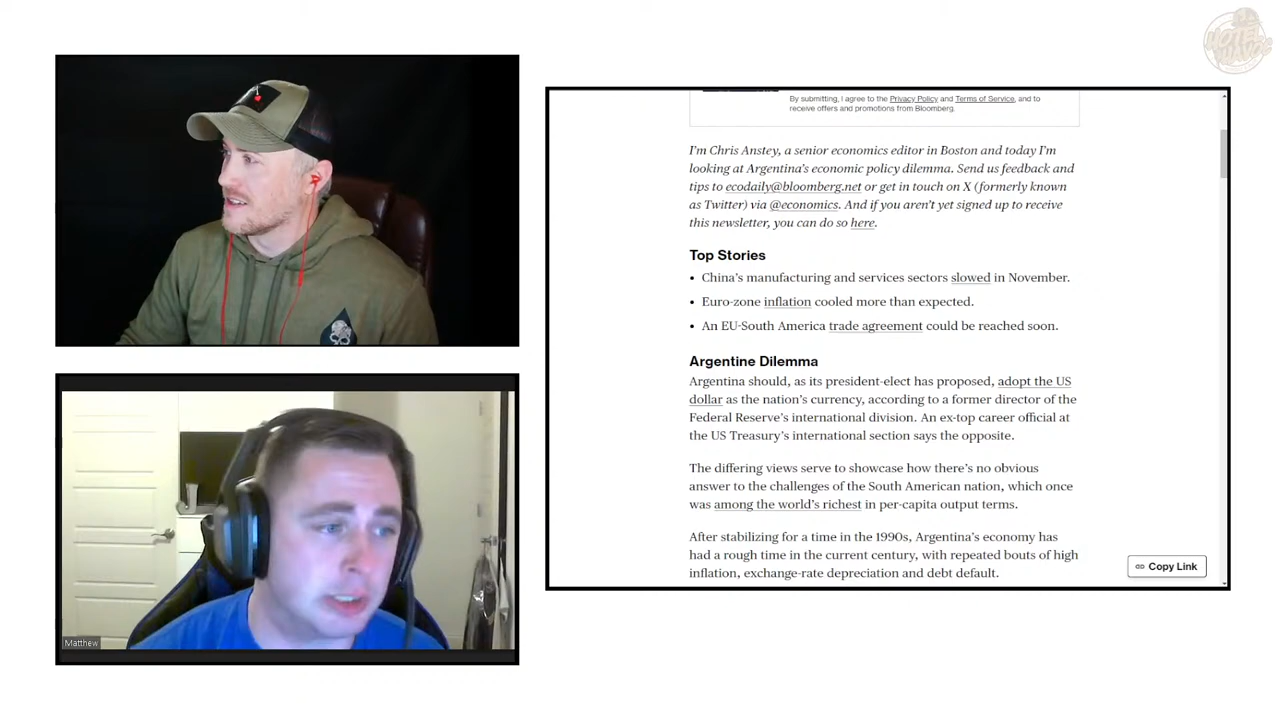 HOTEL
WAVOC
By submitting, I agree to the Privacy Policy and Terms of Service, and to
receive offers and promotions from Bloomberg.
I'm Chris Anstey, a senior economics editor in Boston and today I'm
looking at Argentina's economic policy dilemma. Send us feedback and
tips to ecodaily@bloomberg.net or get in touch on X (formerly known
as Twitter) via @economics. And if you aren't yet signed up to receive
this newsletter, you can do so here.
Top Stories
• China's manufacturing and services sectors slowed in November.
• Euro-zone inflation cooled more than expected.
• An EU-South America trade agreement could be reached soon.
Argentine Dilemma
Argentina should, as its president-elect has proposed, adopt the US
dollar as the nation's currency, according to a former director of the
Federal Reserve's international division. An ex-top career official at
the US Treasury's international section says the opposite.
The differing views serve to showcase how there's no obvious
answer to the challenges of the South American nation, which once
was among the world's richest in per-capita output terms.
After stabilizing for a time in the 1990s, Argentina's economy has
had a rough time in the current century, with repeated bouts of high
inflation, exchange-rate depreciation and debt default.
Copy Link
Matthew